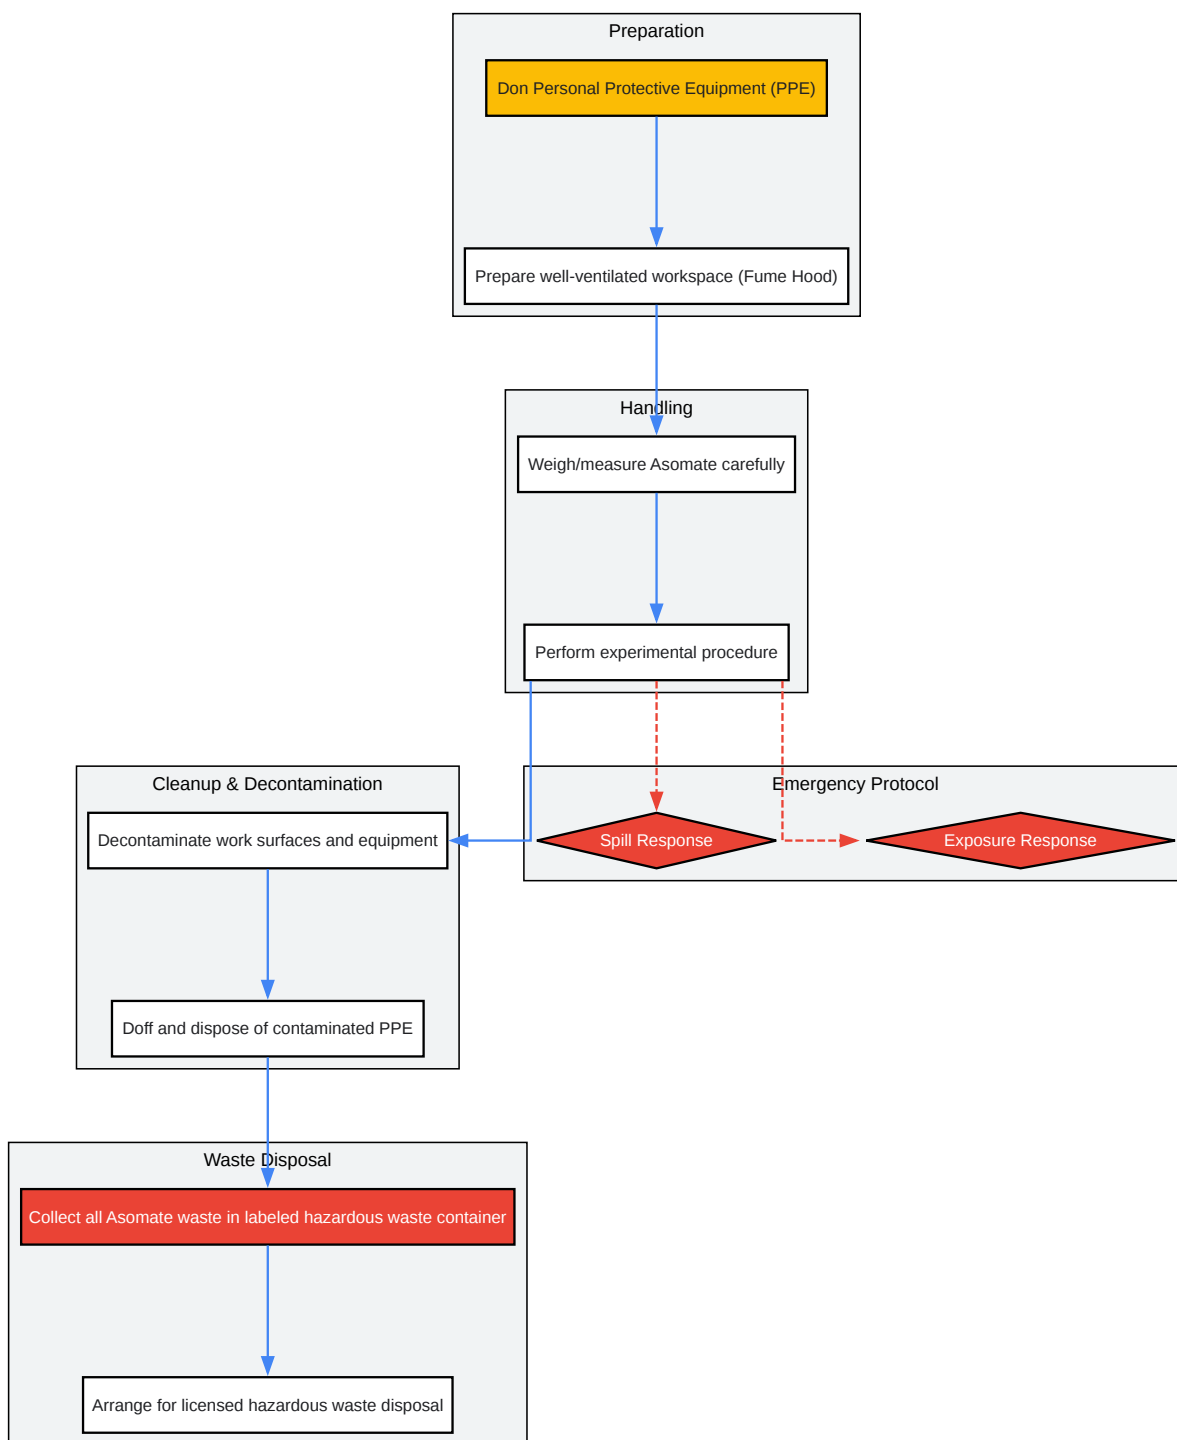 Preparation
Don Personal Protective Equipment (PPE)
Prepare well-ventilated workspace (Fume Hood)
Handling
Weigh/measure Asomate carefully
Perform experimental procedure
Cleanup & Decontamination
Decontaminate work surfaces and equipment
Doff and dispose of contaminated PPE
Emergency Protocol
Spill Response
Exposure Response
Waste Disposal
Collect all Asomate waste in labeled hazardous waste container
Arrange for licensed hazardous waste disposal